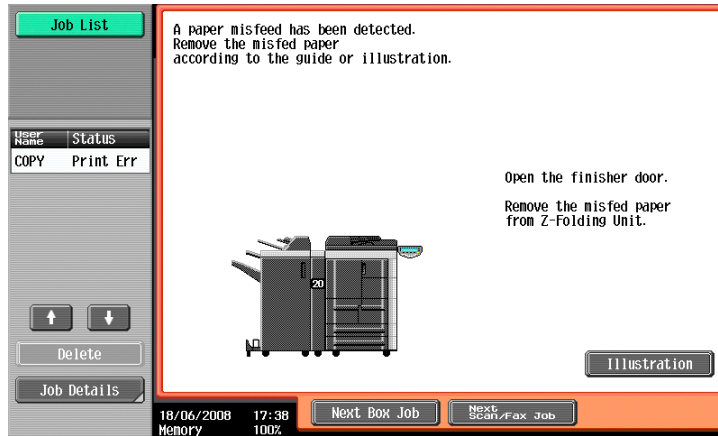 Job List
User Name Status
COPY Print Err
Delete
Job Details
A paper misfeed has been detected.
Remove the misfed paper
according to the guide or illustration.
Open the finisher door.
Remove the misfed paper
from Z-Folding Unit.
20
Illustration
18/06/2008 17:38
Memory 100%
Next Box Job
Next
Scan/Fax Job